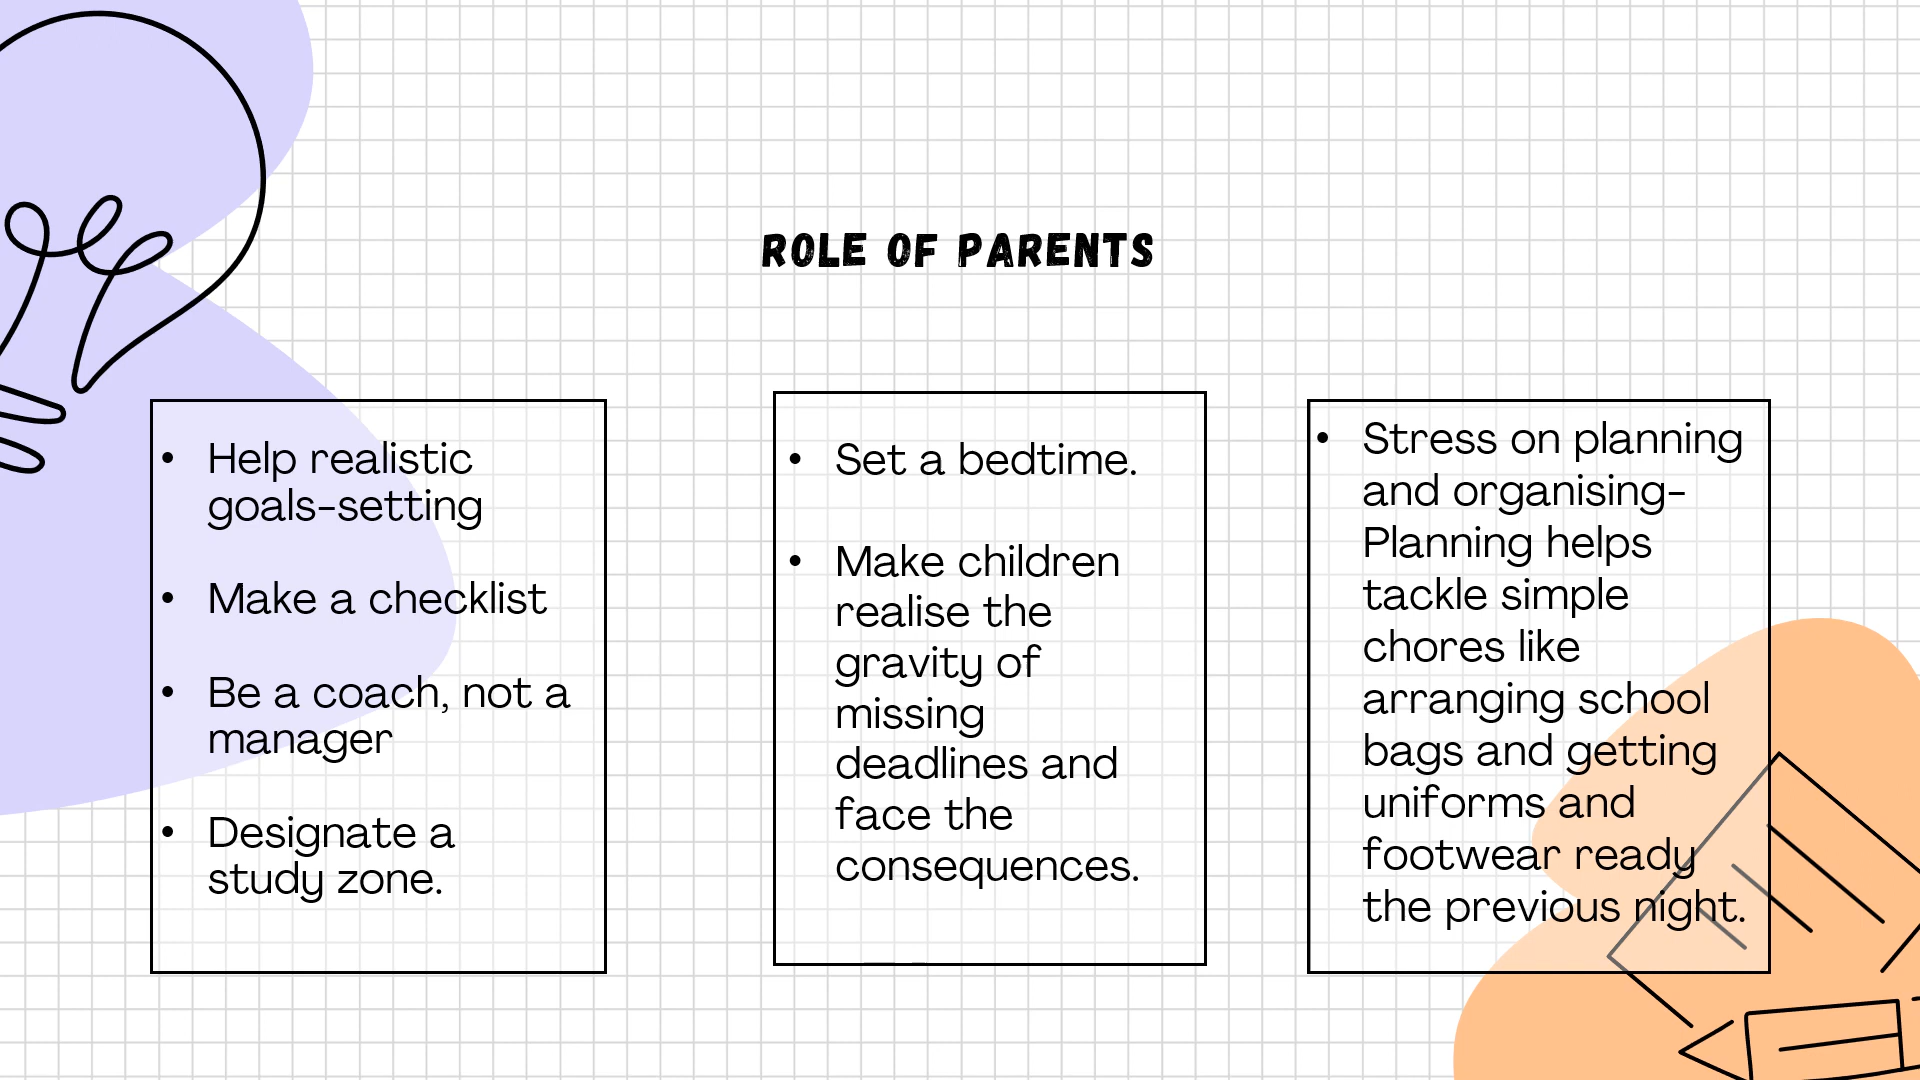 ROLE OF PARENTS
• Help realistic
goals-setting
• Make a checklist
• Be a coach, not a
manager
• Designate a
study zone.
• Set a bedtime.
• Make children
realise the
gravity of
missing
deadlines and
face the
consequences.
• Stress on planning
and organising-
Planning helps
tackle simple
chores like
arranging school
bags and getting
uniforms and
footwear ready
the previous night.